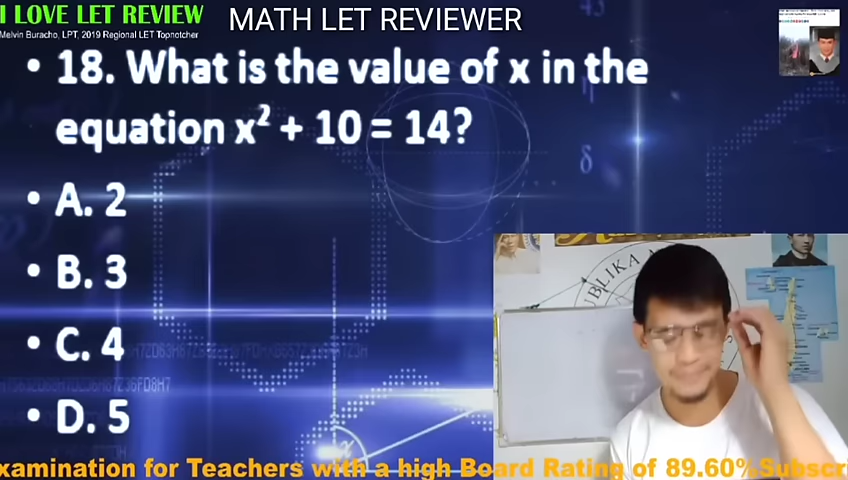 I LOVE LET REVIEW
Melvin Buracho, LPT, 2019 Regional LET Topnotcher
MATH LET REVIEWER
• 18. What is the value of x in the
equation x² + 10 = 14?
• A. 2
• B. 3
• C. 4
• D. 5
xamination for Teachers with a high Board Rating of 89.60% Subscri